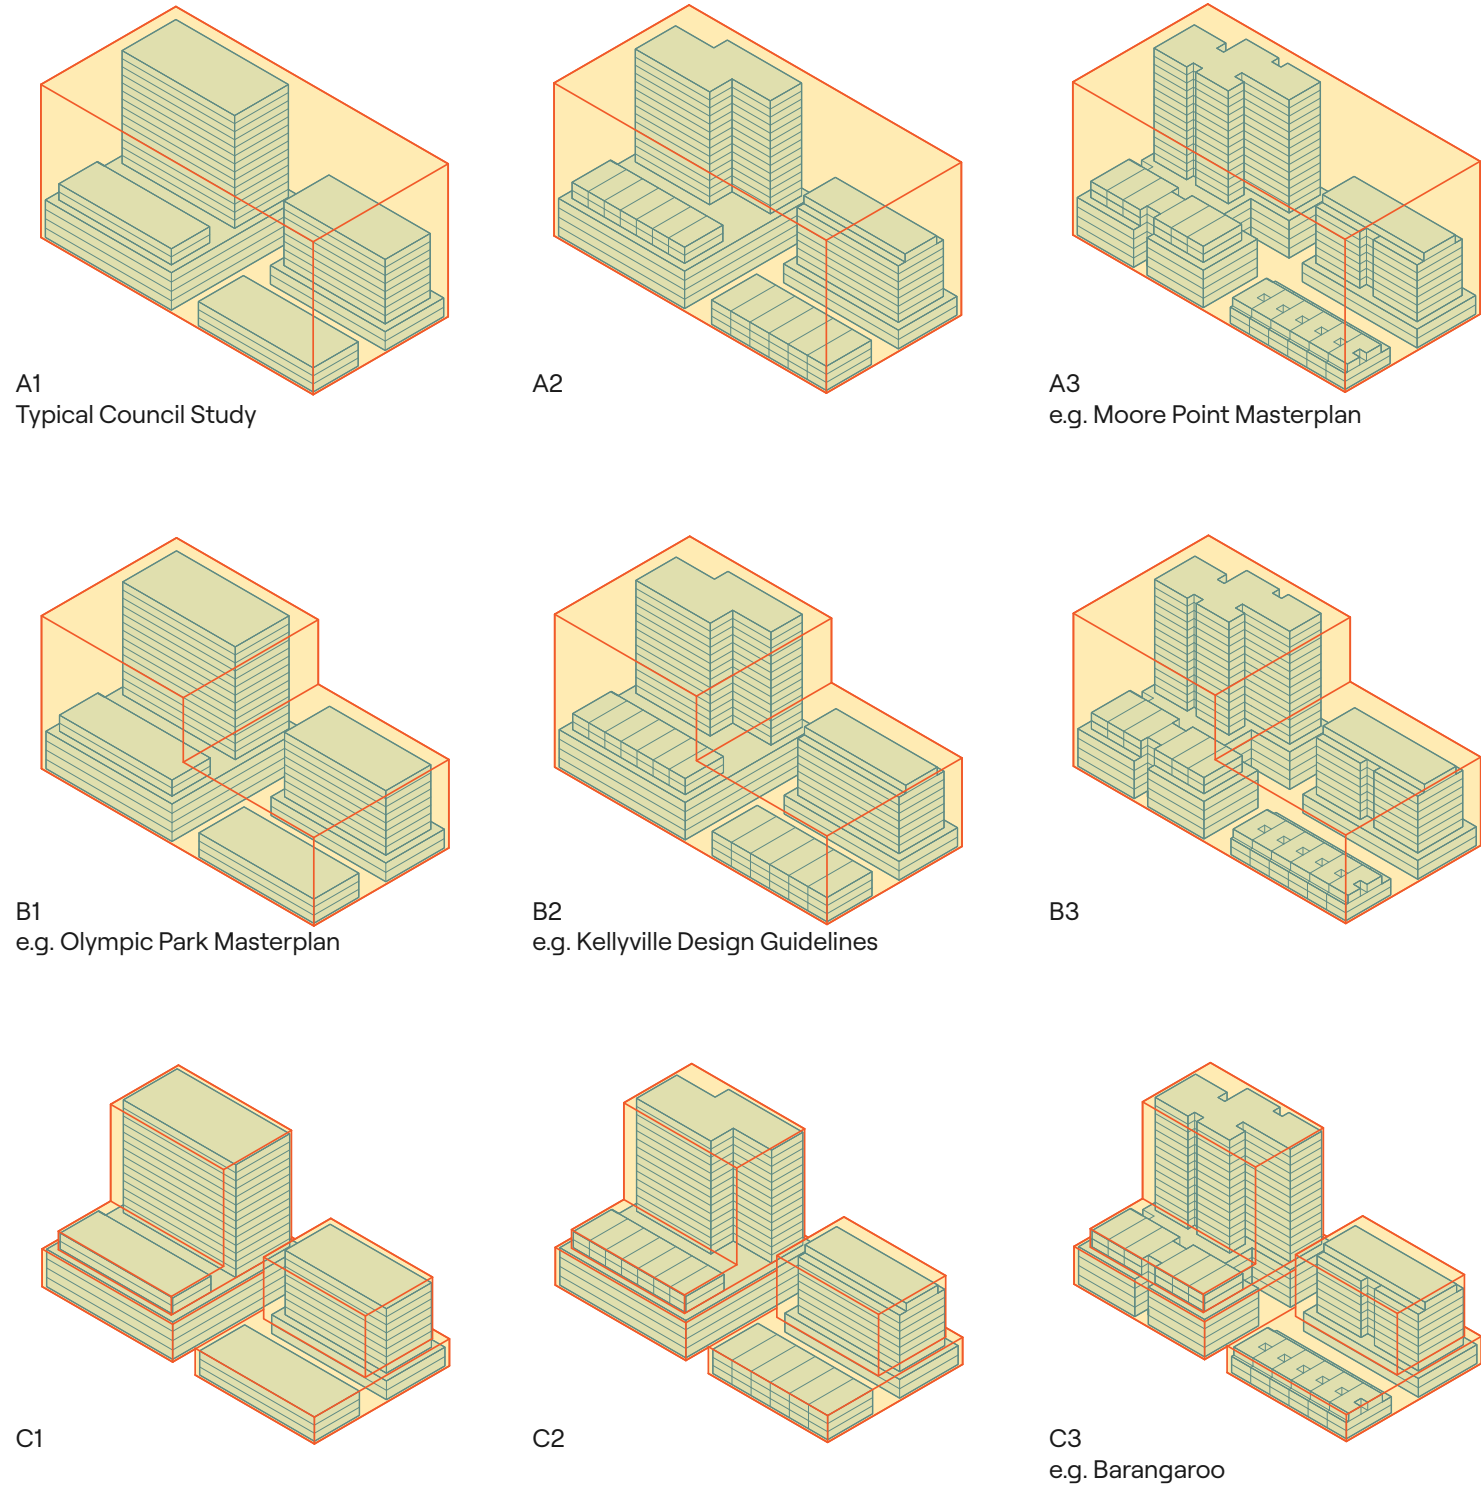 A1
Typical Council Study
A2
A3
e.g. Moore Point Masterplan
B1
e.g. Olympic Park Masterplan
B2
e.g. Kellyville Design Guidelines
B3
C1
C2
C3
e.g. Barangaroo